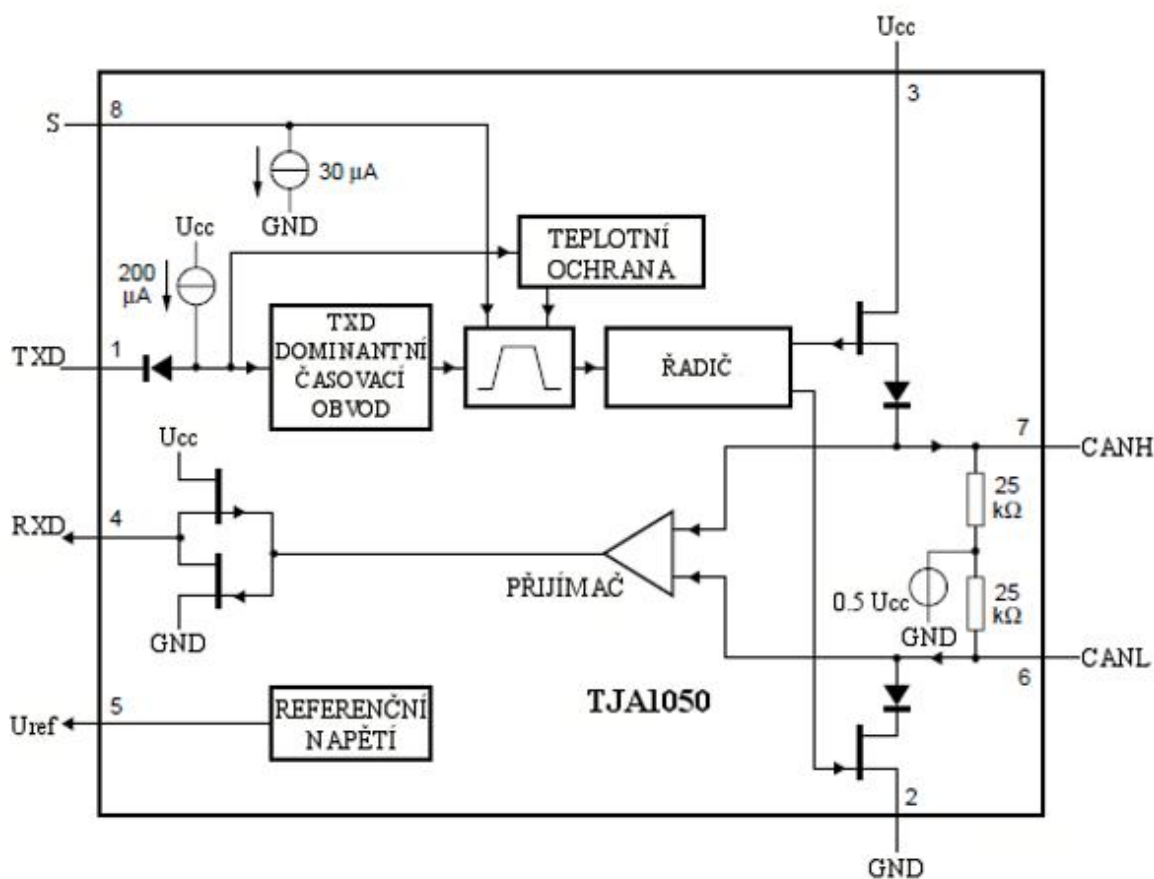 Ucc
3
8
S
30 µA
GND
Ucc
200
µA
TEPLOTNÍ
OCHRANA
TXD
1
TXD
DOMINANTNÍ
ČASOVACÍ
OBVOD
ŘADIČ
7
CANH
Ucc
25
kΩ
RXD
4
PŘIJÍMAČ
0.5 Ucc
25
kΩ
GND
GND
CANL
6
TJA1050
5
Uref
REFERENČNÍ
NAPĚTÍ
2
GND